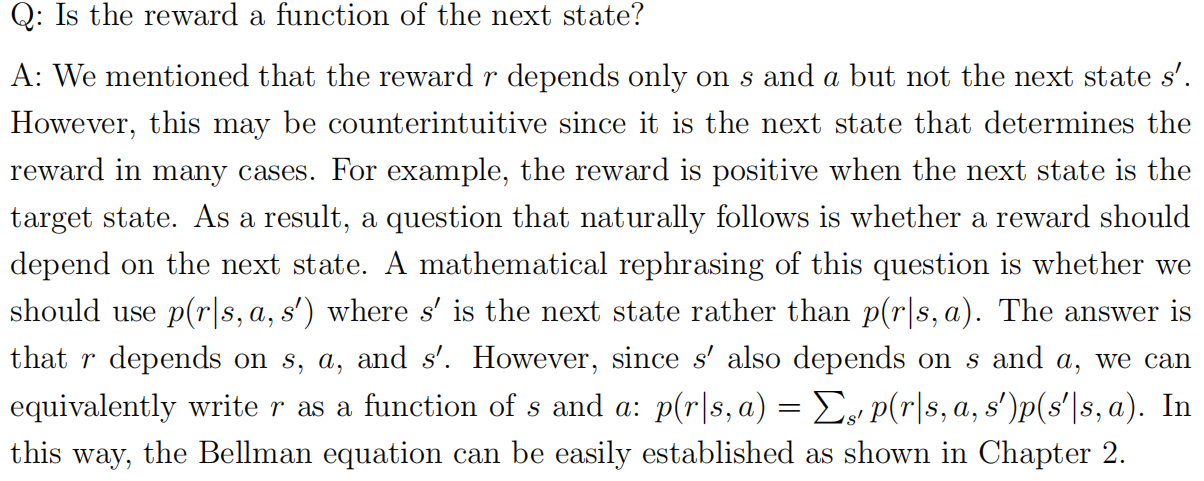 Q: Is the reward a function of the next state?
A: We mentioned that the reward r depends only on s and a but not the next state s′.
However, this may be counterintuitive since it is the next state that determines the
reward in many cases. For example, the reward is positive when the next state is the
target state. As a result, a question that naturally follows is whether a reward should
depend on the next state. A mathematical rephrasing of this question is whether we
should use p(r|s, a, s′) where s′ is the next state rather than p(r|s, a). The answer is
that r depends on s, a, and s′. However, since s′ also depends on s and a, we can
equivalently write r as a function of s and a: p(r|s, a) = ∑s′ p(r|s, a, s′)p(s′|s, a). In
this way, the Bellman equation can be easily established as shown in Chapter 2.